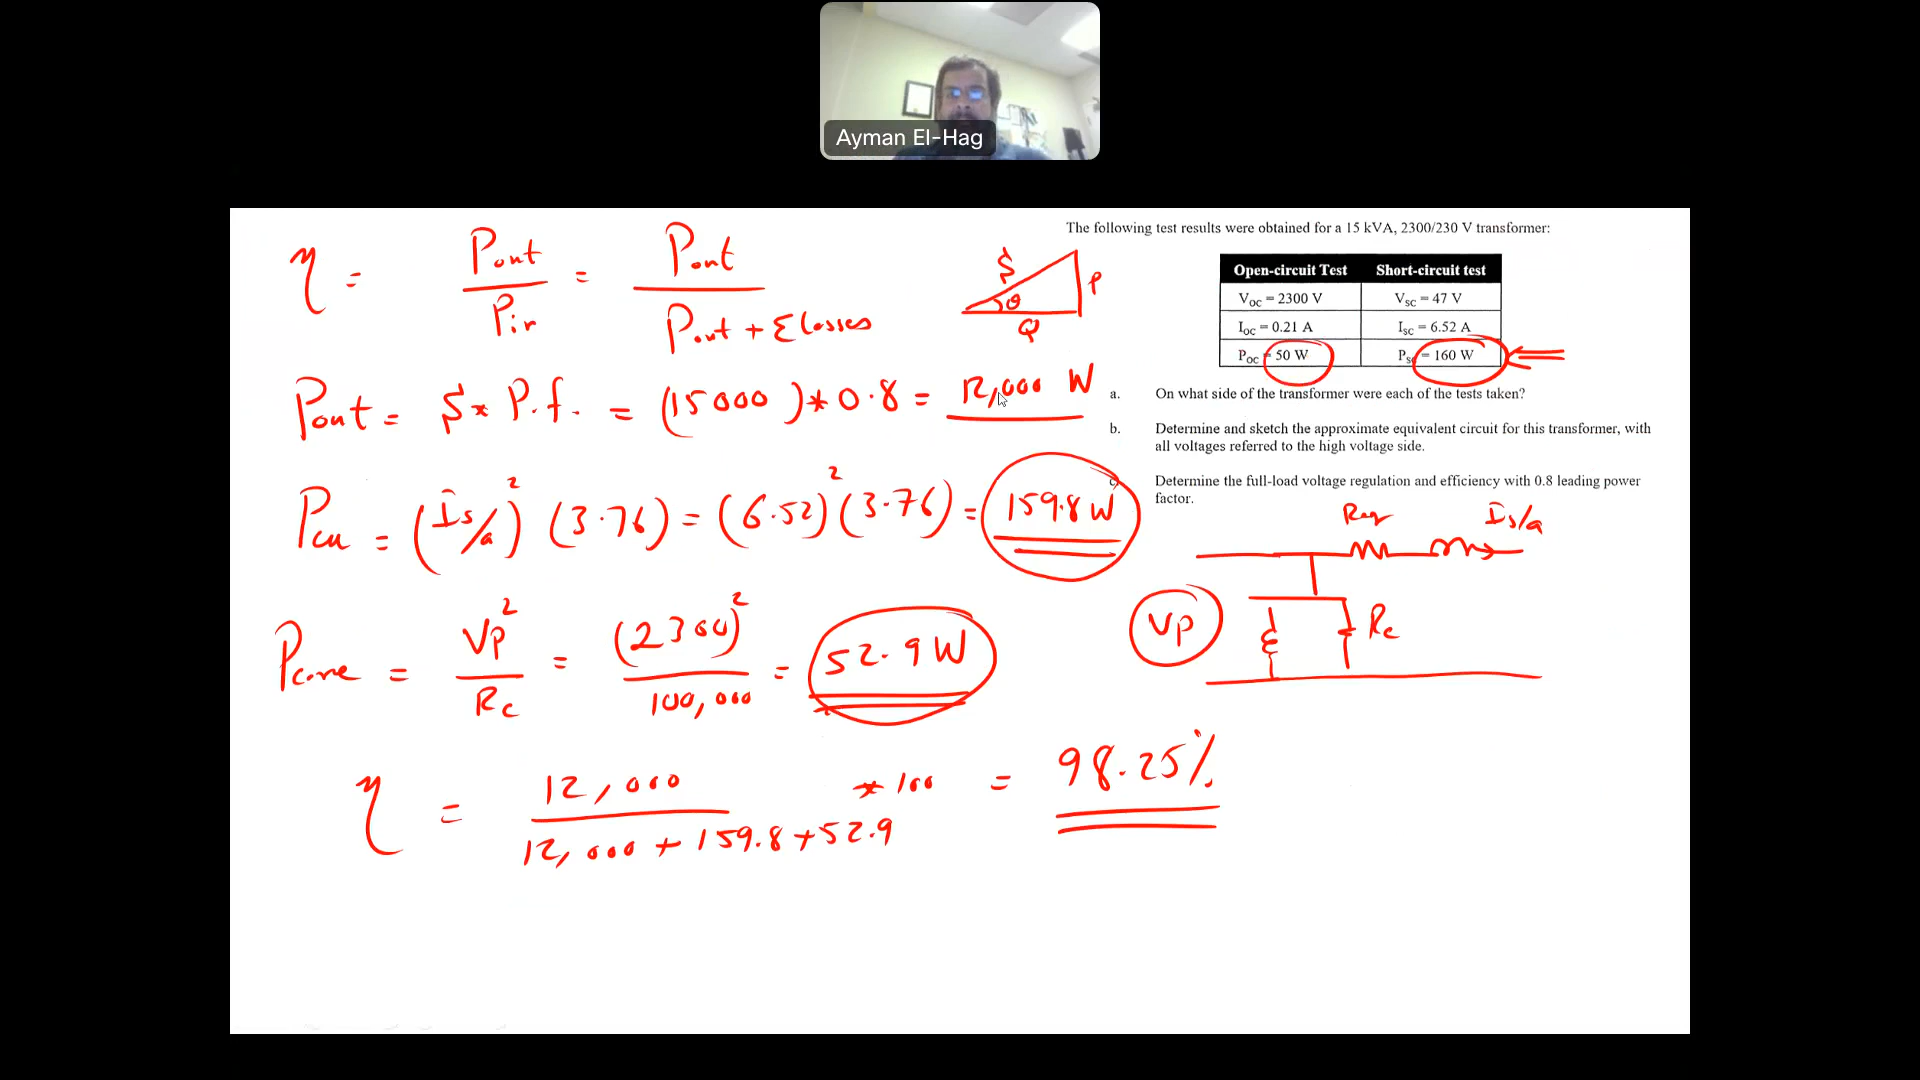 Ayman El-Hag
The following test results were obtained for a 15 kVA, 2300/230 V transformer:
Open-circuit Test Short-circuit test
VOC = 2300 V VSC = 47 V
IOC = 0.21 A ISC = 6.52 A
POC = 50 W PSC = 160 W
a. On what side of the transformer were each of the tests taken?
b. Determine and sketch the approximate equivalent circuit for this transformer, with
all voltages referred to the high voltage side.
c. Determine the full-load voltage regulation and efficiency with 0.8 leading power
factor.
η = Pout / Pin = Pout / (Pout + Σ losses)
S θ P Q
Pout = S * P.f. = (15000) * 0.8 = 12,000 W
Pcu = (Is/a)² (3.76) = (6.52)² (3.76) = 159.8 W
Req Is/a
Vp Rc
Pcore = Vp² / Rc = (2300)² / 100,000 = 52.9 W
η = 12,000 / (12,000 + 159.8 + 52.9) * 100 = 98.25%